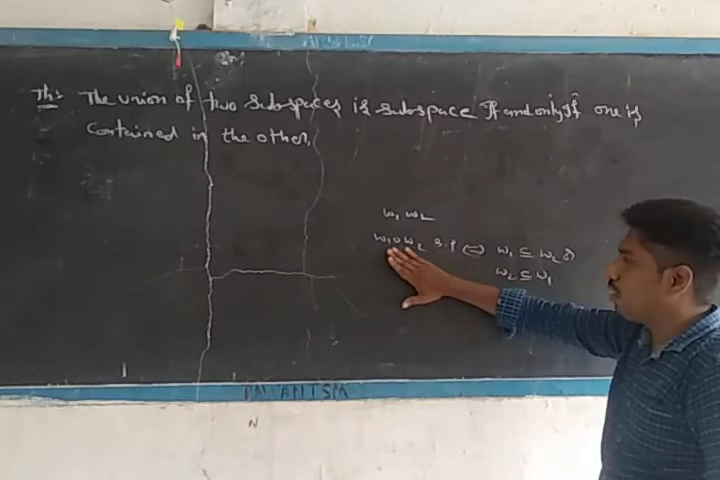 Th: The union of two subspaces is subspace if and only if one is
contained in the other.
W₁ W₂
W₁∪W₂ S.P ⇔ W₁ ⊆ W₂ or
W₂ ⊆ W₁